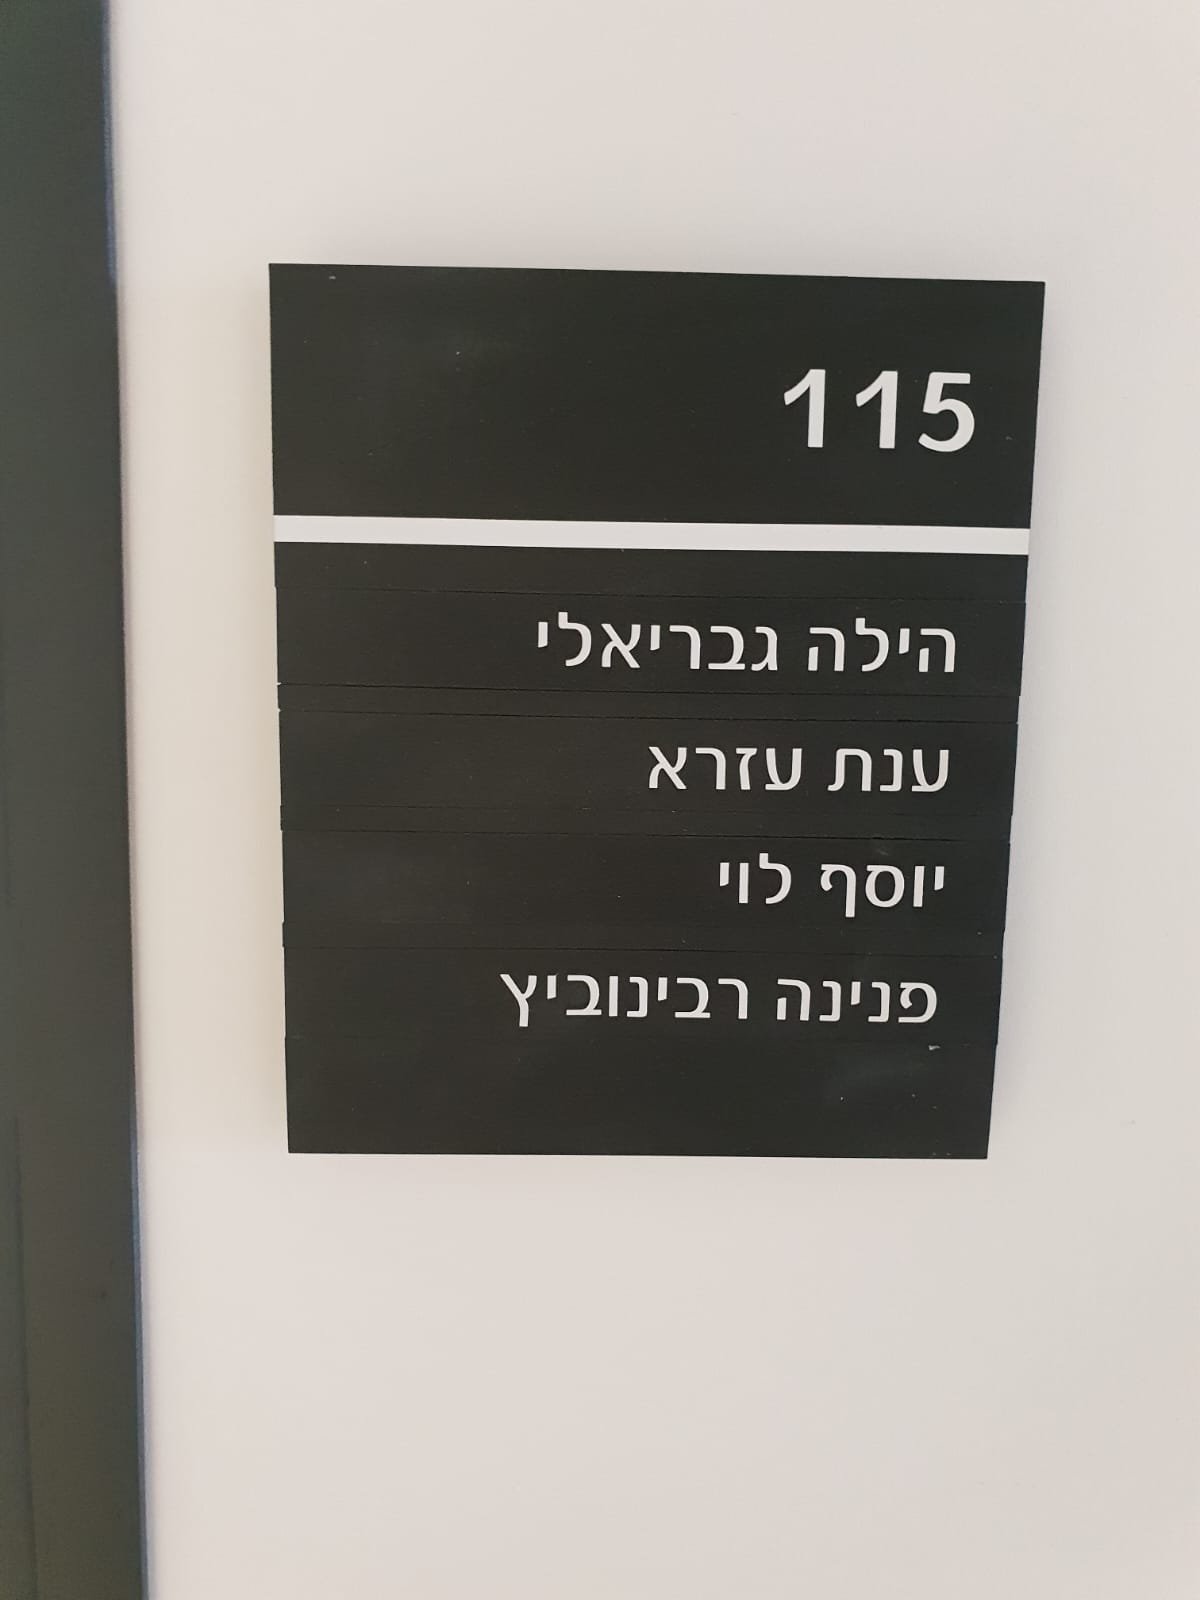 115
הילה גבריאלי
ענת עזרא
יוסף לוי
פנינה רבינוביץ